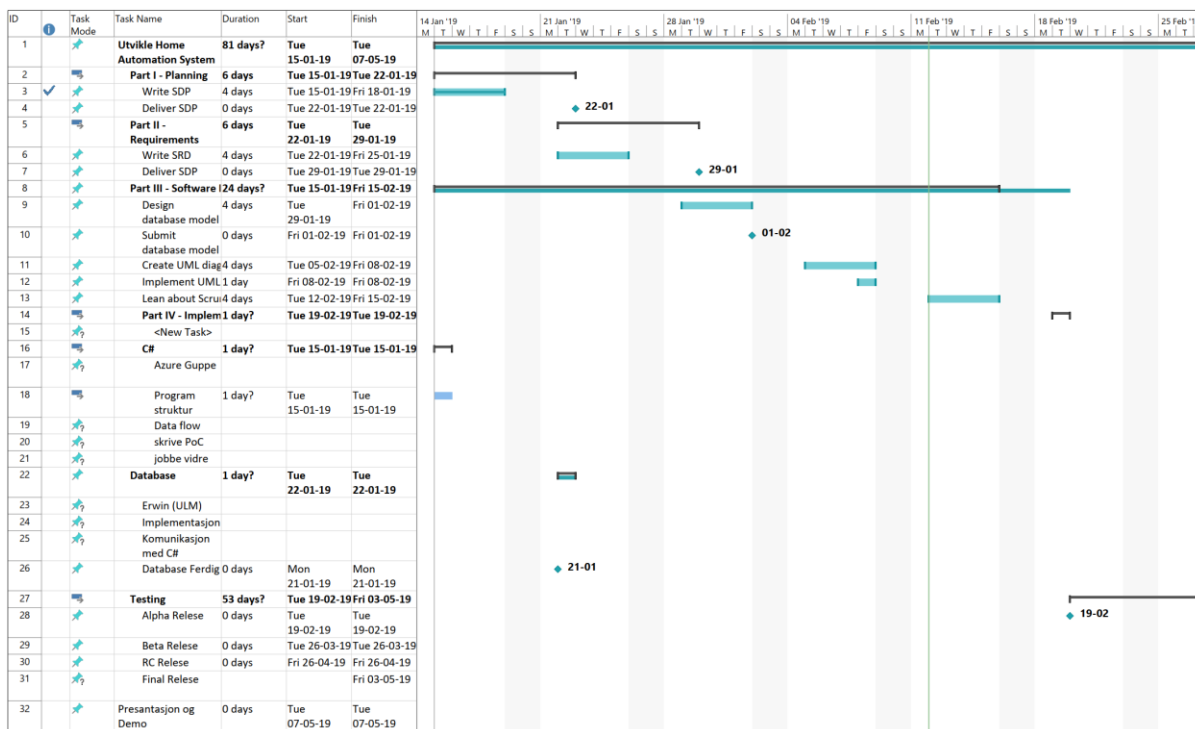 ID Task Mode Task Name Duration Start Finish 14 Jan '19 21 Jan '19 28 Jan '19 04 Feb '19 11 Feb '19 18 Feb '19 25 Feb '19
M T W T F S S M T W T F S S M T W T F S S M T W T F S S M T W T F S S M T W T F S S M T
1 Utvikle Home 81 days? Tue Tue
Automation System 15-01-19 07-05-19
2 Part I - Planning 6 days Tue 15-01-19 Tue 22-01-19
3 Write SDP 4 days Tue 15-01-19 Fri 18-01-19
4 Deliver SDP 0 days Tue 22-01-19 Tue 22-01-19 22-01
5 Part II - 6 days Tue Tue
Requirements 22-01-19 29-01-19
6 Write SRD 4 days Tue 22-01-19 Fri 25-01-19
7 Deliver SDP 0 days Tue 29-01-19 Tue 29-01-19 29-01
8 Part III - Software 24 days? Tue 15-01-19 Fri 15-02-19
9 Design 4 days Tue Fri 01-02-19
database model 29-01-19
10 Submit 0 days Fri 01-02-19 Fri 01-02-19 01-02
database model
11 Create UML diag 4 days Tue 05-02-19 Fri 08-02-19
12 Implement UML 1 day Fri 08-02-19 Fri 08-02-19
13 Lean about Scru 4 days Tue 12-02-19 Fri 15-02-19
14 Part IV - Implem 1 day? Tue 19-02-19 Tue 19-02-19
15 <New Task>
16 C# 1 day? Tue 15-01-19 Tue 15-01-19
17 Azure Guppe
18 Program 1 day? Tue Tue
struktur 15-01-19 15-01-19
19 Data flow
20 skrive PoC
21 jobbe vidre
22 Database 1 day? Tue Tue
22-01-19 22-01-19
23 Erwin (ULM)
24 Implementasjon
25 Komunikasjon
med C#
26 Database Ferdig 0 days Mon Mon 21-01
21-01-19 21-01-19
27 Testing 53 days? Tue 19-02-19 Fri 03-05-19
28 Alpha Relese 0 days Tue Tue 19-02
19-02-19 19-02-19
29 Beta Relese 0 days Tue 26-03-19 Tue 26-03-19
30 RC Relese 0 days Fri 26-04-19 Fri 26-04-19
31 Final Relese Fri 03-05-19
32 Presantasjon og 0 days Tue Tue
Demo 07-05-19 07-05-19